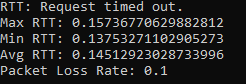 RTT: Request timed out.
Max RTT: 0.15736770629882812
Min RTT: 0.13753271102905273
Avg RTT: 0.14512923028733996
Packet Loss Rate: 0.1